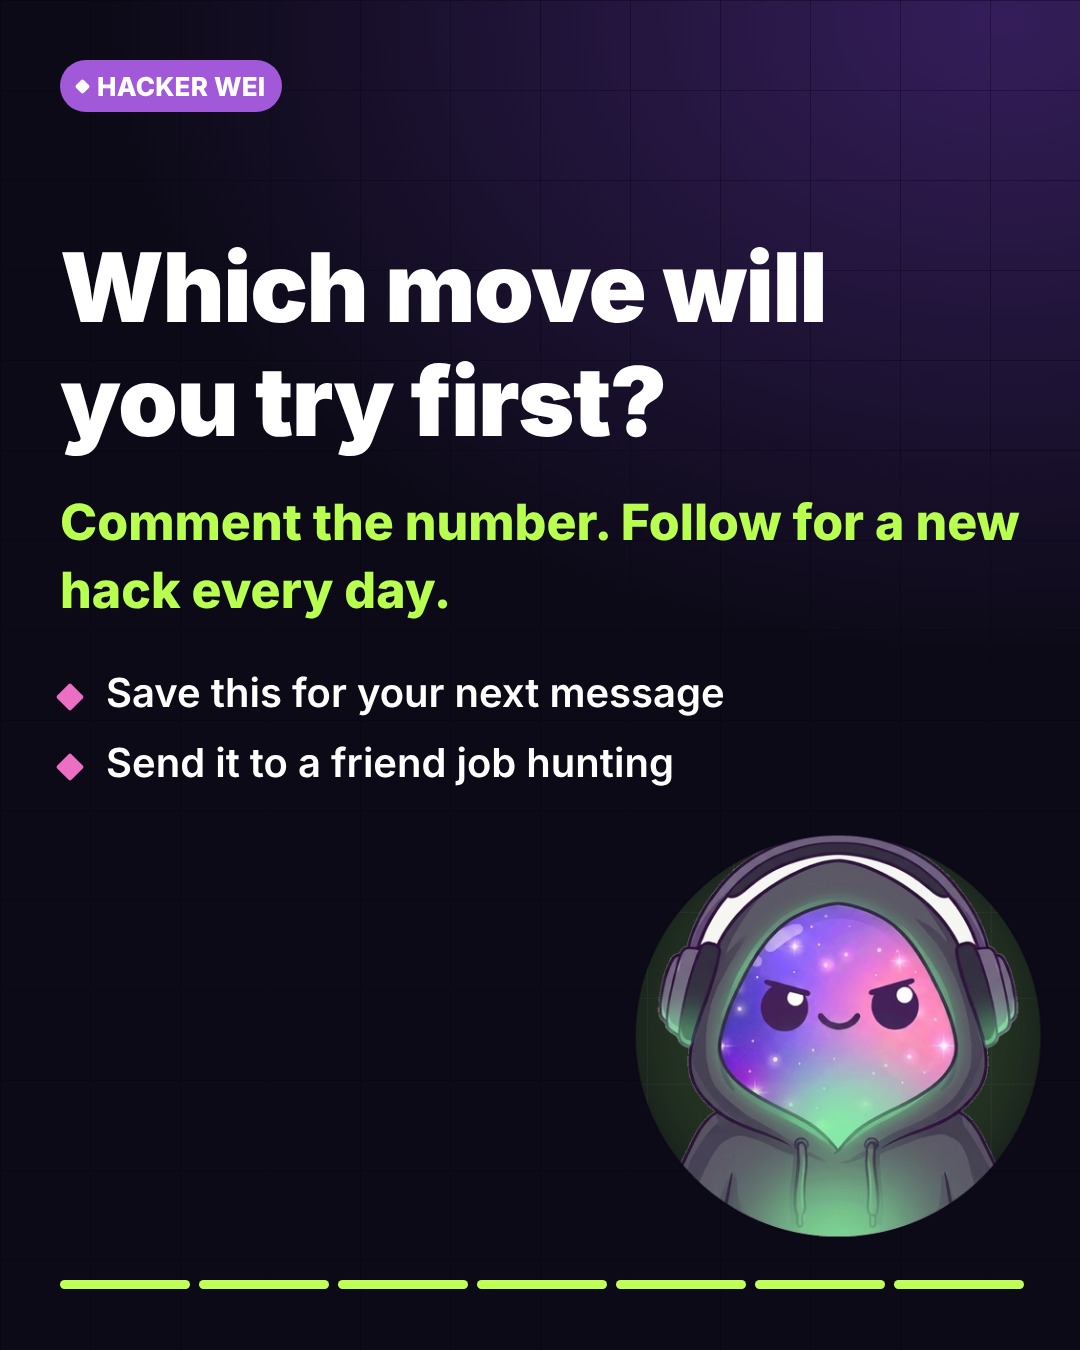 HACKER WEI
Which move will
you try first?
Comment the number. Follow for a new
hack every day.
Save this for your next message
Send it to a friend job hunting